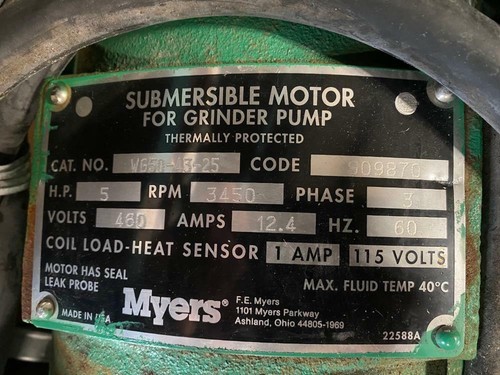 SUBMERSIBLE MOTOR
FOR GRINDER PUMP
THERMALLY PROTECTED
CAT. NO. CODE
H.P. 5 RPM 3450 PHASE 3
VOLTS 460 AMPS 12.4 HZ. 60
COIL LOAD-HEAT SENSOR 1 AMP 115 VOLTS
MOTOR HAS SEAL
LEAK PROBE
MAX. FLUID TEMP 40°C
Myers®
F.E. Myers
1101 Myers Parkway
Ashland, Ohio 44805-1969
MADE IN USA
22588A